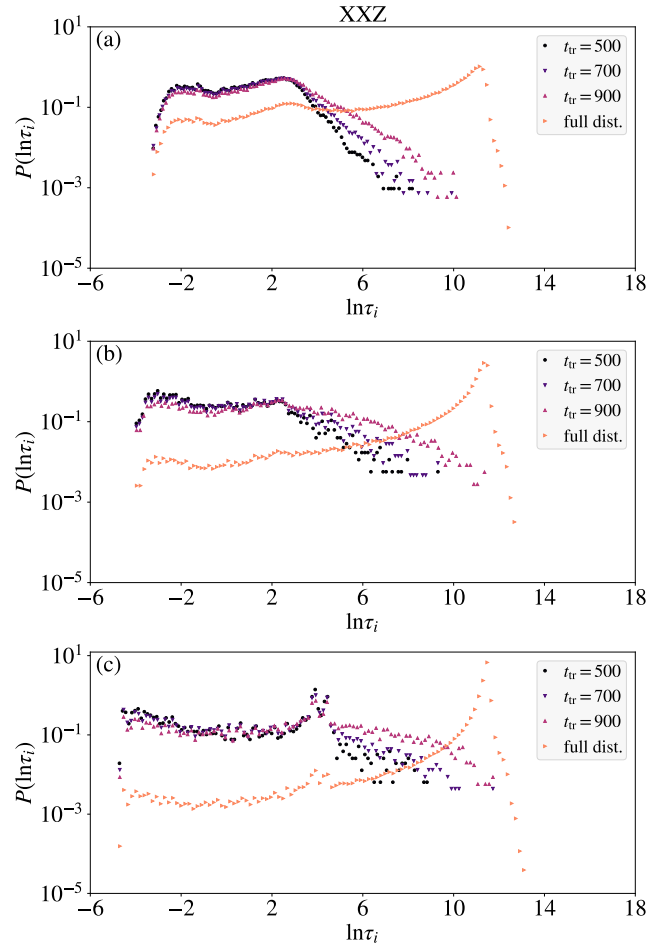 XXZ
(a)
10^1
10^{-1}
10^{-3}
10^{-5}
P(lnτ_i)
t_tr = 500
t_tr = 700
t_tr = 900
full dist.
−6 −2 2 6 10 14 18
lnτ_i
(b)
10^1
10^{-1}
10^{-3}
10^{-5}
P(lnτ_i)
t_tr = 500
t_tr = 700
t_tr = 900
full dist.
−6 −2 2 6 10 14 18
lnτ_i
(c)
10^1
10^{-1}
10^{-3}
10^{-5}
P(lnτ_i)
t_tr = 500
t_tr = 700
t_tr = 900
full dist.
−6 −2 2 6 10 14 18
lnτ_i